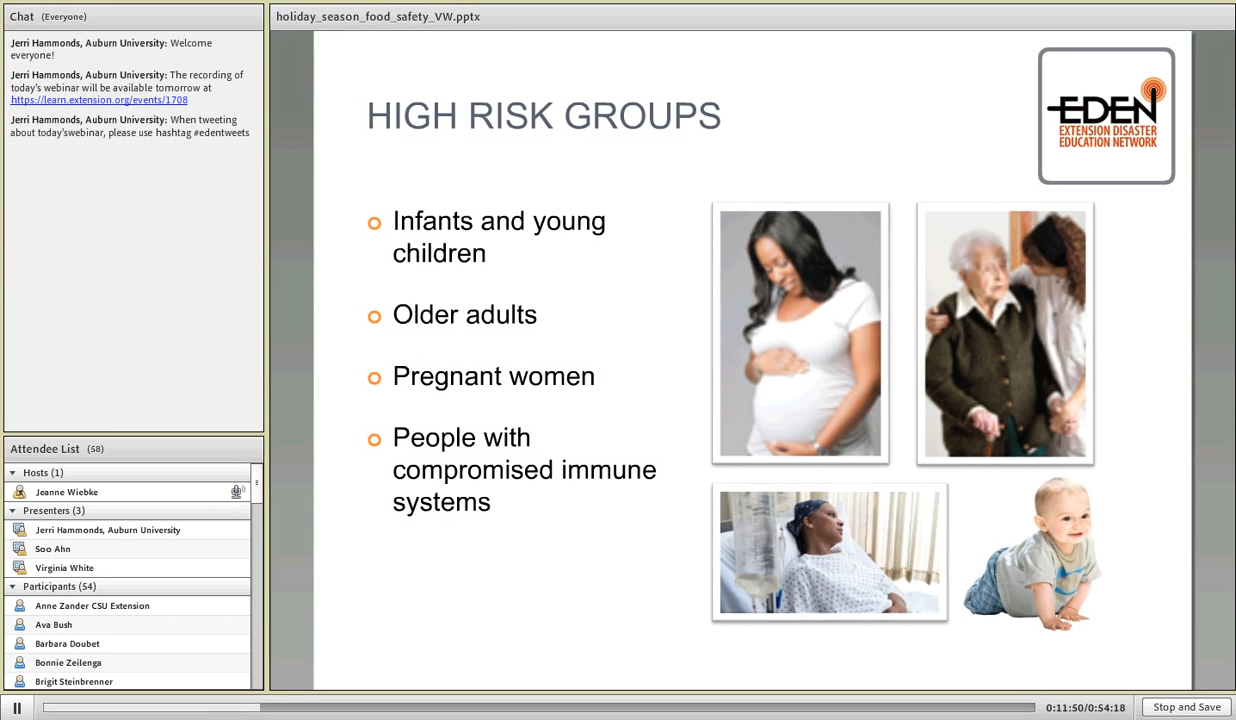 Chat (Everyone)
Jerri Hammonds, Auburn University: Welcome
everyone!
Jerri Hammonds, Auburn University: The recording of
today's webinar will be available tomorrow at
https://learn.extension.org/events/1708
Jerri Hammonds, Auburn University: When tweeting
about today'swebinar, please use hashtag #edentweets
Attendee List (58)
Hosts (1)
Jeanne Wiebke
Presenters (3)
Jerri Hammonds, Auburn University
Soo Ahn
Virginia White
Participants (54)
Anne Zander CSU Extension
Ava Bush
Barbara Doubet
Bonnie Zeilenga
Brigit Steinbrenner
holiday_season_food_safety_VW.pptx
HIGH RISK GROUPS
EDEN
EXTENSION DISASTER
EDUCATION NETWORK
Infants and young
children
Older adults
Pregnant women
People with
compromised immune
systems
0:11:50/0:54:18
Stop and Save